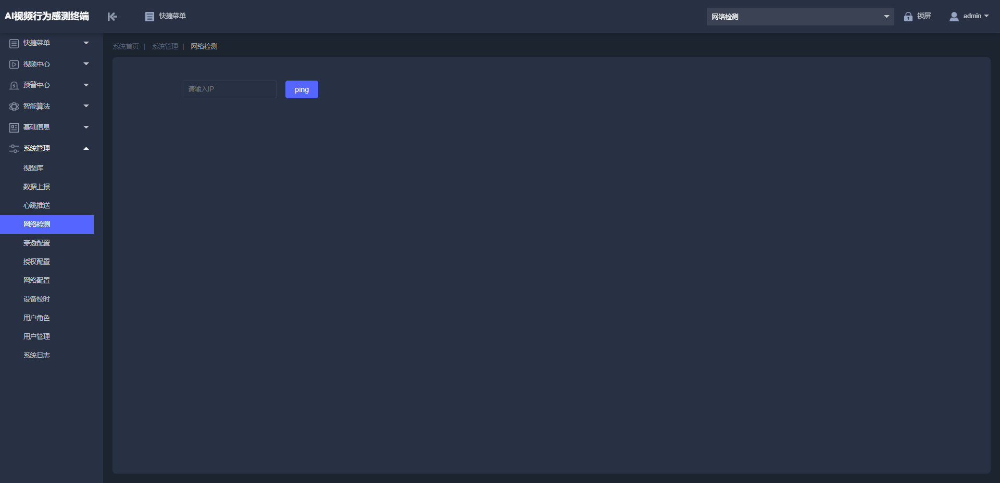 AI视频行为感测终端
快捷菜单
网络检测
锁屏
admin
快捷菜单
视频中心
预警中心
智能算法
基础信息
系统管理
视图库
数据上报
心跳推送
网络检测
穿透配置
授权配置
网络配置
设备校时
用户角色
用户管理
系统日志
系统首页 | 系统管理 | 网络检测
请输入IP
ping